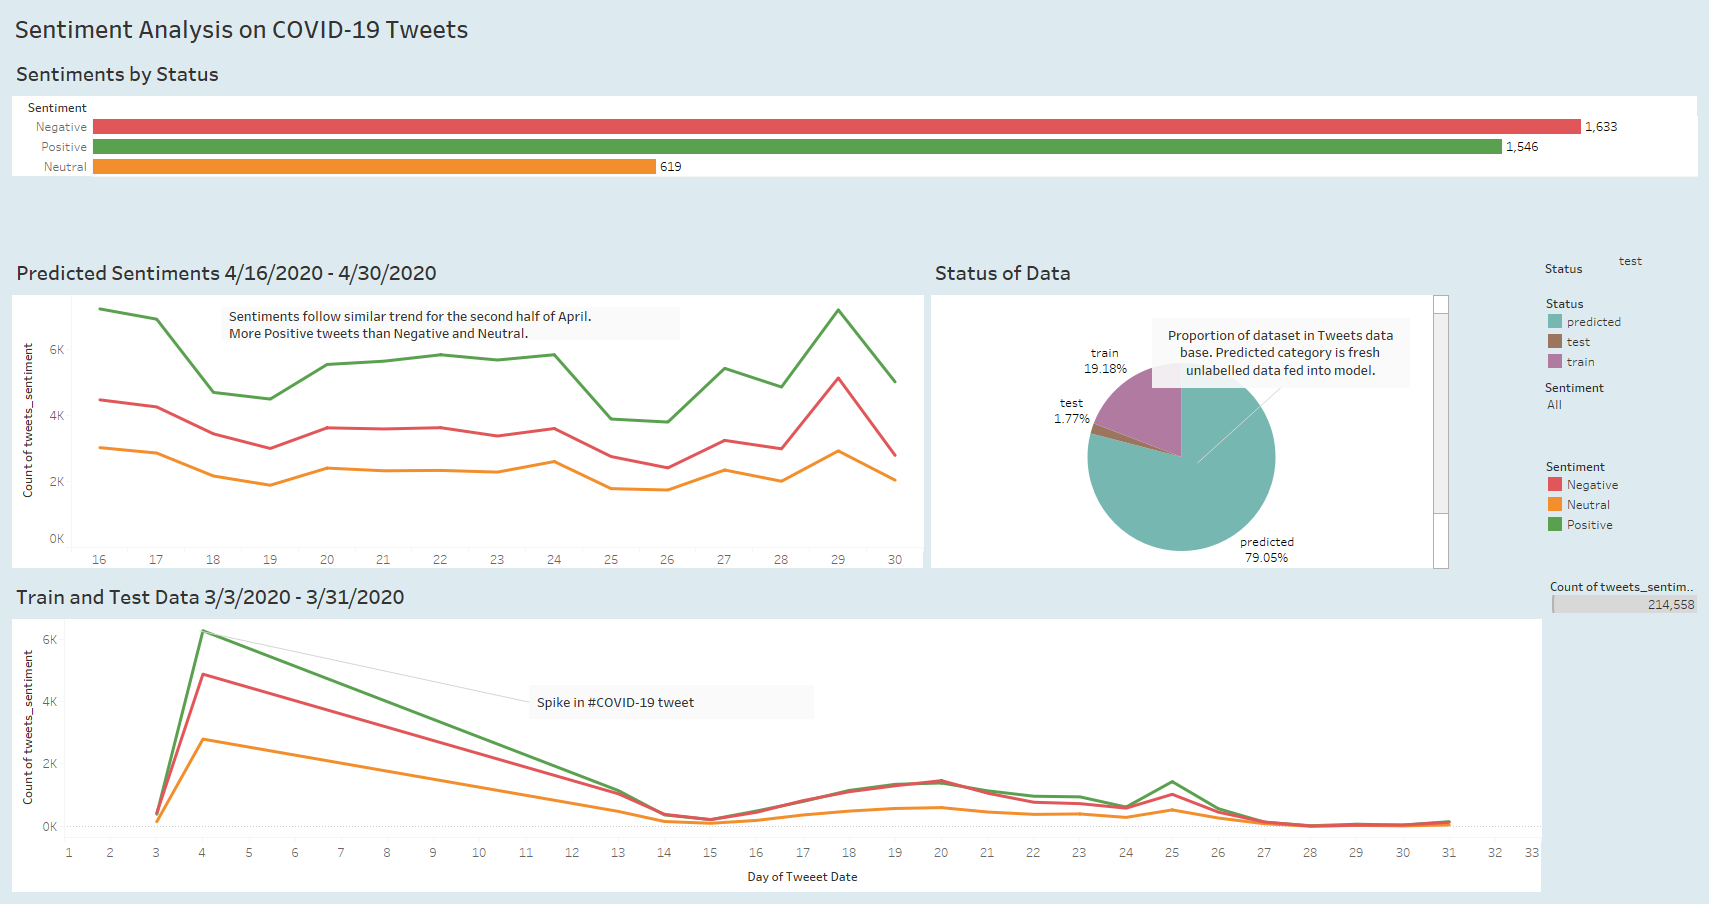 Sentiment Analysis on COVID-19 Tweets
Sentiments by Status
Sentiment
Negative 1,633
Positive 1,546
Neutral 619
Predicted Sentiments 4/16/2020 - 4/30/2020
Count of tweets_sentiment
6K
4K
2K
0K
Sentiments follow similar trend for the second half of April.
More Positive tweets than Negative and Neutral.
16 17 18 19 20 21 22 23 24 25 26 27 28 29 30
Status of Data
Proportion of dataset in Tweets data
base. Predicted category is fresh
unlabelled data fed into model.
train
19.18%
test
1.77%
predicted
79.05%
Status test
Status
predicted
test
train
Sentiment
All
Sentiment
Negative
Neutral
Positive
Count of tweets_sentim..
214,558
Train and Test Data 3/3/2020 - 3/31/2020
Count of tweets_sentiment
6K
4K
2K
0K
Spike in #COVID-19 tweet
1 2 3 4 5 6 7 8 9 10 11 12 13 14 15 16 17 18 19 20 21 22 23 24 25 26 27 28 29 30 31 32 33
Day of Tweeet Date